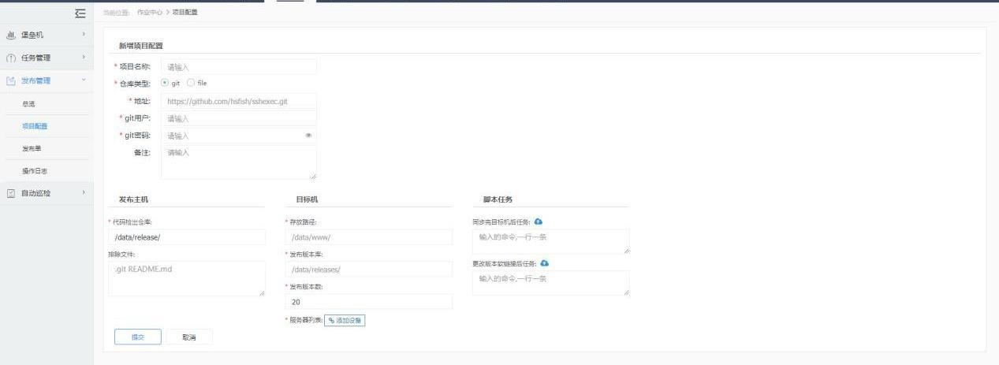 当前位置: 作业中心 > 项目配置
堡垒机
任务管理
发布管理
总览
项目配置
发布单
操作日志
自动巡检
新增项目配置
* 项目名称: 请输入
* 仓库类型: git file
* 地址: https://github.com/hsfish/sshexec.git
* git用户: 请输入
* git密码: 请输入
备注: 请输入
发布主机
* 代码检出仓库:
/data/release/
排除文件:
.git README.md
目标机
* 存放路径:
/data/www/
* 发布版本库:
/data/releases/
* 发布版本数:
20
* 服务器列表: 添加设备
脚本任务
同步完目标机后任务:
输入的命令,一行一条
更改版本软链接后任务:
输入的命令,一行一条
提交 取消